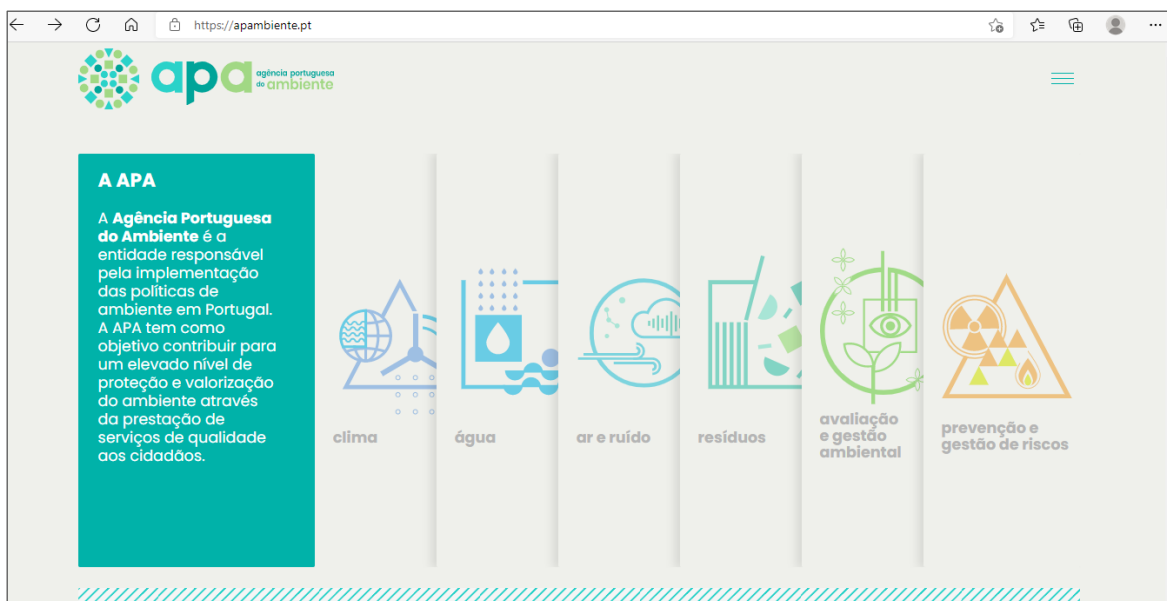 https://apambiente.pt
apa
agência portuguesa
do ambiente
A APA
A Agência Portuguesa
do Ambiente é a
entidade responsável
pela implementação
das políticas de
ambiente em Portugal.
A APA tem como
objetivo contribuir para
um elevado nível de
proteção e valorização
do ambiente através
da prestação de
serviços de qualidade
aos cidadãos.
clima
água
ar e ruído
resíduos
avaliação
e gestão
ambiental
prevenção e
gestão de riscos